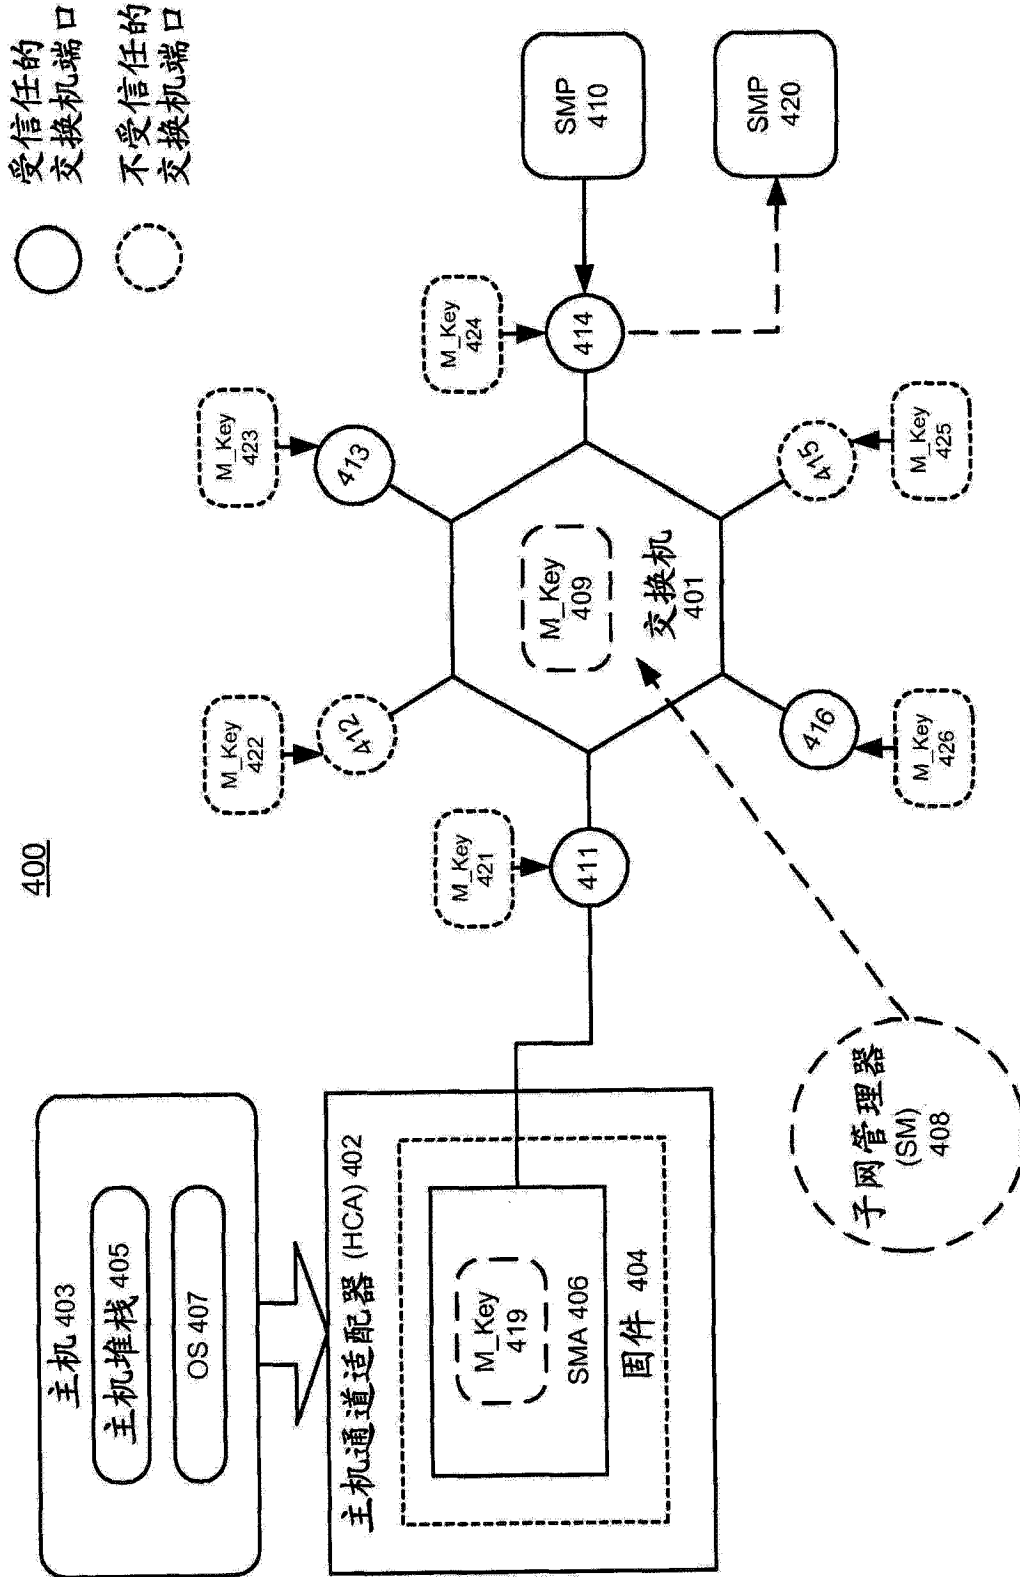 400
受信任的
交换机端口
不受信任的
交换机端口
主机 403
主机堆栈 405
OS 407
主机通道适配器 (HCA) 402
M_Key
419
SMA 406
固件 404
M_Key
421
411
M_Key
422
412
M_Key
423
413
M_Key
424
414
SMP
410
SMP
420
M_Key
409
交换机
401
415
M_Key
425
416
M_Key
426
子网管理器
(SM)
408